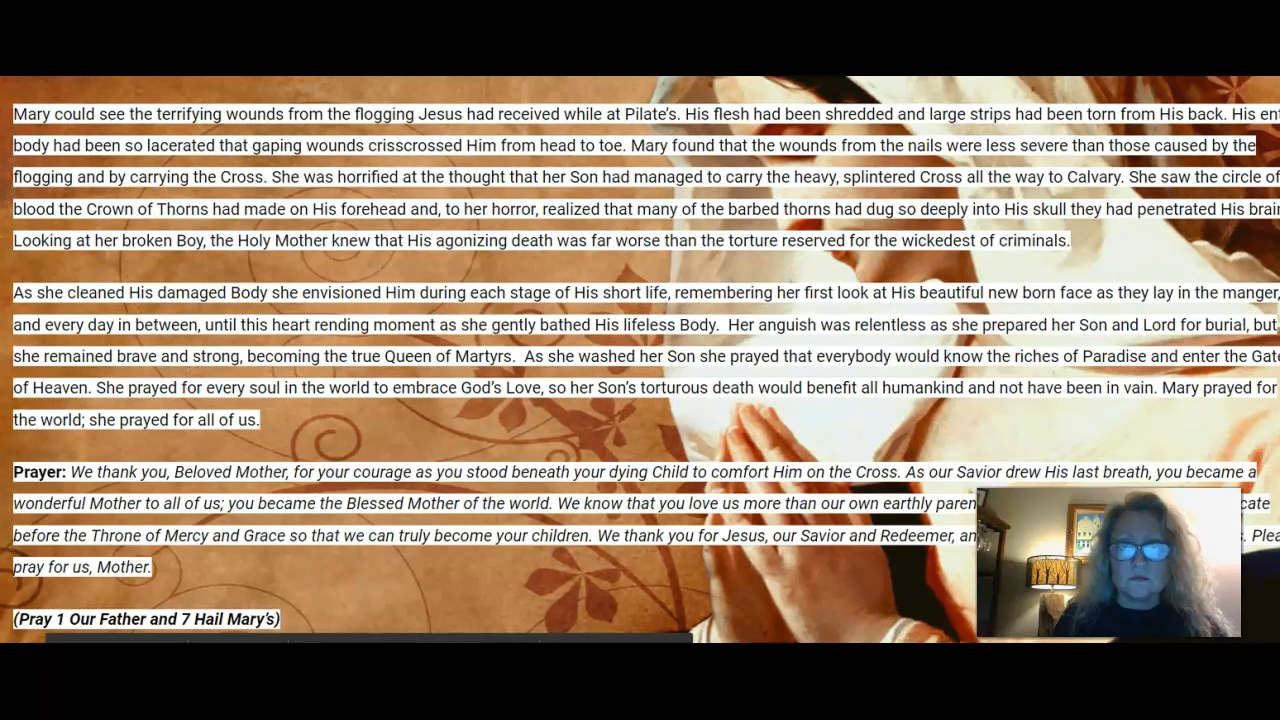 Mary could see the terrifying wounds from the flogging Jesus had received while at Pilate's. His flesh had been shredded and large strips had been torn from His back. His
body had been so lacerated that gaping wounds crisscrossed Him from head to toe. Mary found that the wounds from the nails were less severe than those caused by the
flogging and by carrying the Cross. She was horrified at the thought that her Son had managed to carry the heavy, splintered Cross all the way to Calvary. She saw the circle of
blood the Crown of Thorns had made on His forehead and, to her horror, realized that many of the barbed thorns had dug so deeply into His skull they had penetrated His
Looking at her broken Boy, the Holy Mother knew that His agonizing death was far worse than the torture reserved for the wickedest of criminals.
As she cleaned His damaged Body she envisioned Him during each stage of His short life, remembering her first look at His beautiful new born face as they lay in the manger,
and every day in between, until this heart rending moment as she gently bathed His lifeless Body. Her anguish was relentless as she prepared her Son and Lord for burial, but
she remained brave and strong, becoming the true Queen of Martyrs. As she washed her Son she prayed that everybody would know the riches of Paradise and enter the
of Heaven. She prayed for every soul in the world to embrace God's Love, so her Son's torturous death would benefit all humankind and not have been in vain. Mary prayed for
the world; she prayed for all of us.
Prayer: We thank you, Beloved Mother, for your courage as you stood beneath your dying Child to comfort Him on the Cross. As our Savior drew His last breath, you became a
wonderful Mother to all of us; you became the Blessed Mother of the world. We know that you love us more than our own earthly
before the Throne of Mercy and Grace so that we can truly become your children. We thank you for Jesus, our Savior and Redeemer,
pray for us, Mother.
(Pray 1 Our Father and 7 Hail Mary's)